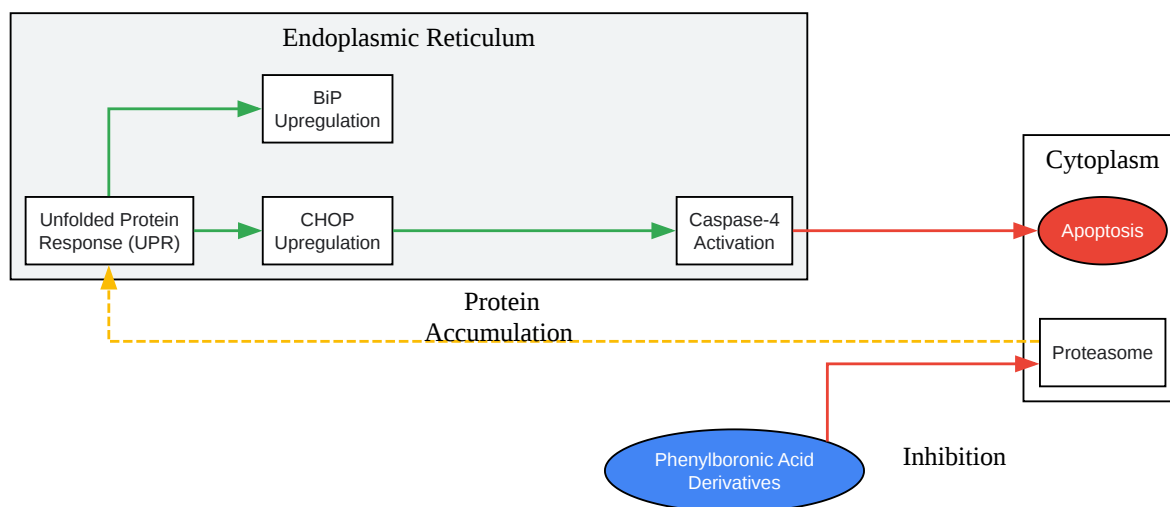 Endoplasmic Reticulum
BiP
Upregulation
Cytoplasm
Unfolded Protein
Response (UPR)
CHOP
Upregulation
Caspase-4
Activation
Apoptosis
Protein
Accumulation
Proteasome
Phenylboronic Acid
Derivatives
Inhibition